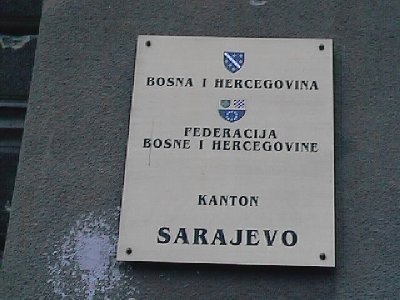 BOSNA I HERCEGOVINA
FEDERACIJA
BOSNE I HERCEGOVINE
KANTON
SARAJEVO